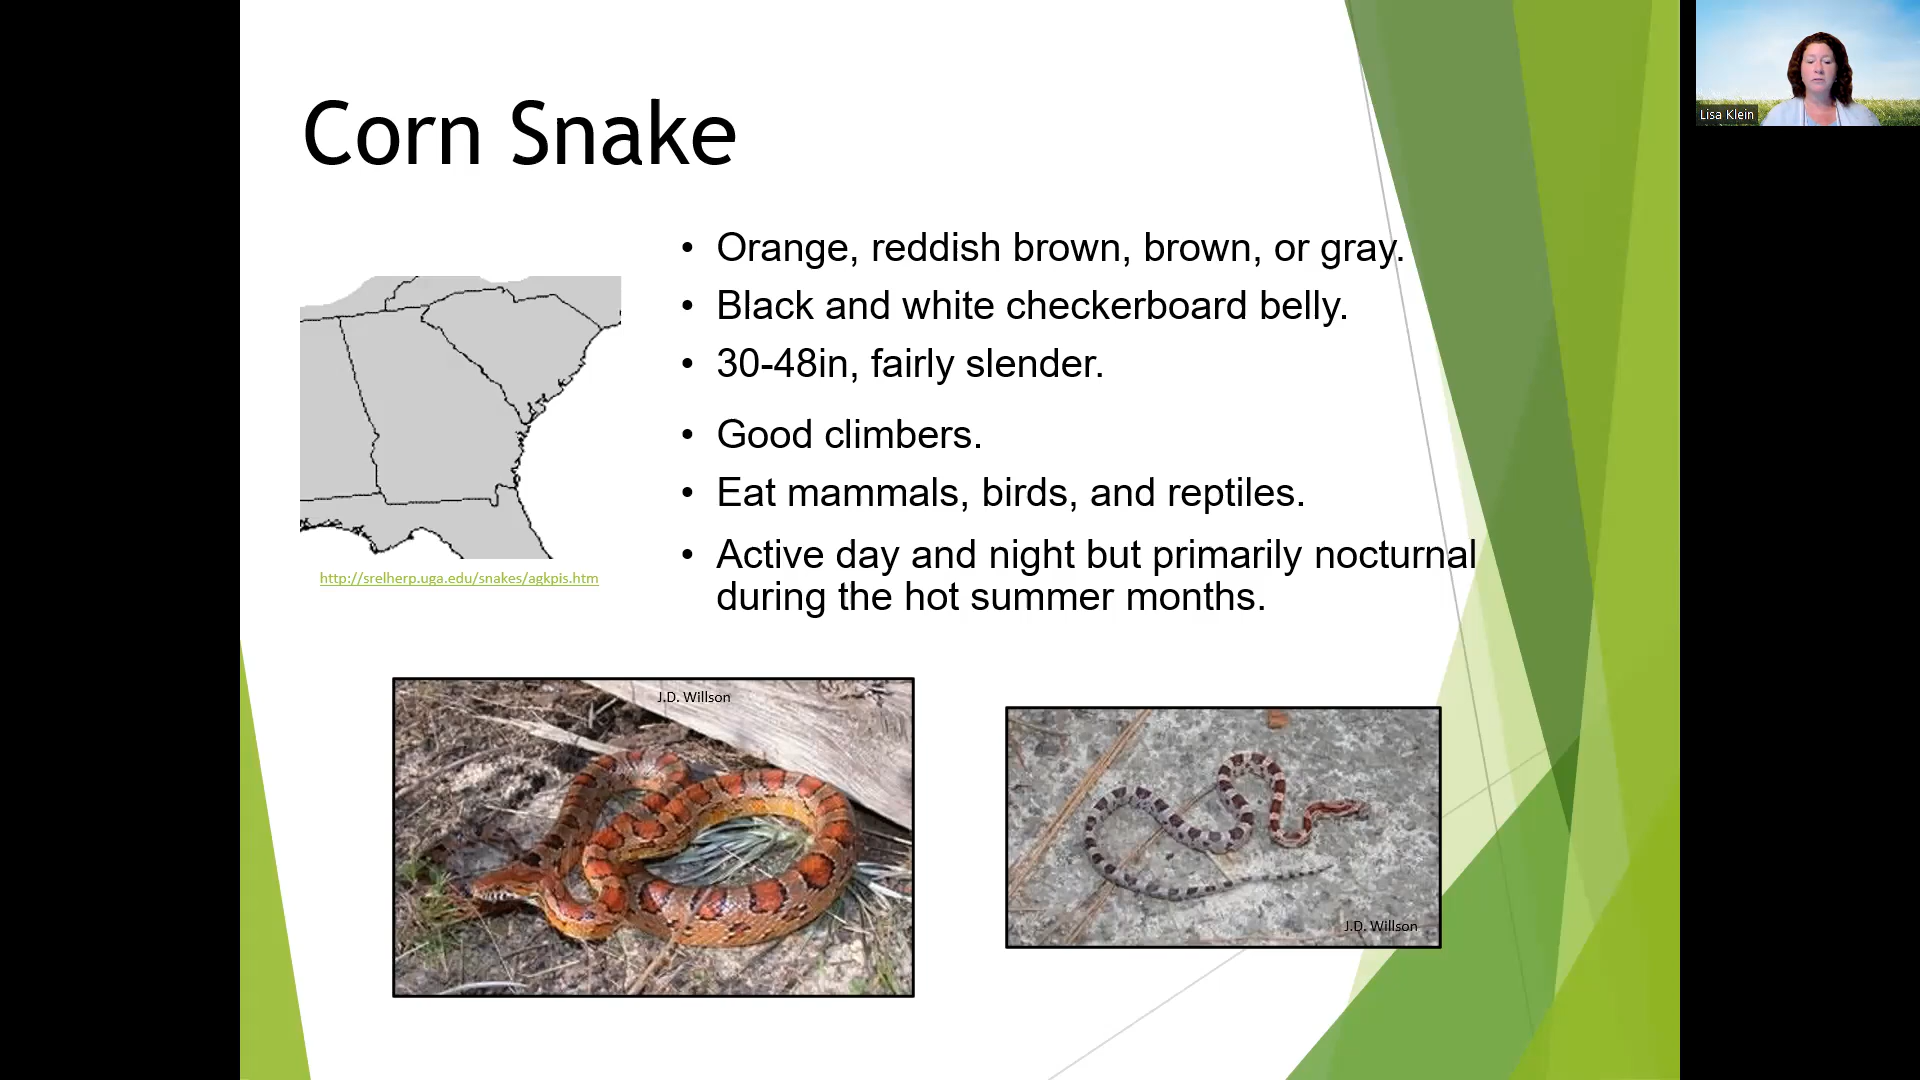 Corn Snake
Lisa Klein
• Orange, reddish brown, brown, or gray.
• Black and white checkerboard belly.
• 30-48in, fairly slender.
• Good climbers.
• Eat mammals, birds, and reptiles.
• Active day and night but primarily nocturnal
during the hot summer months.
http://srelherp.uga.edu/snakes/agkpis.htm
J.D. Willson
J.D. Willson